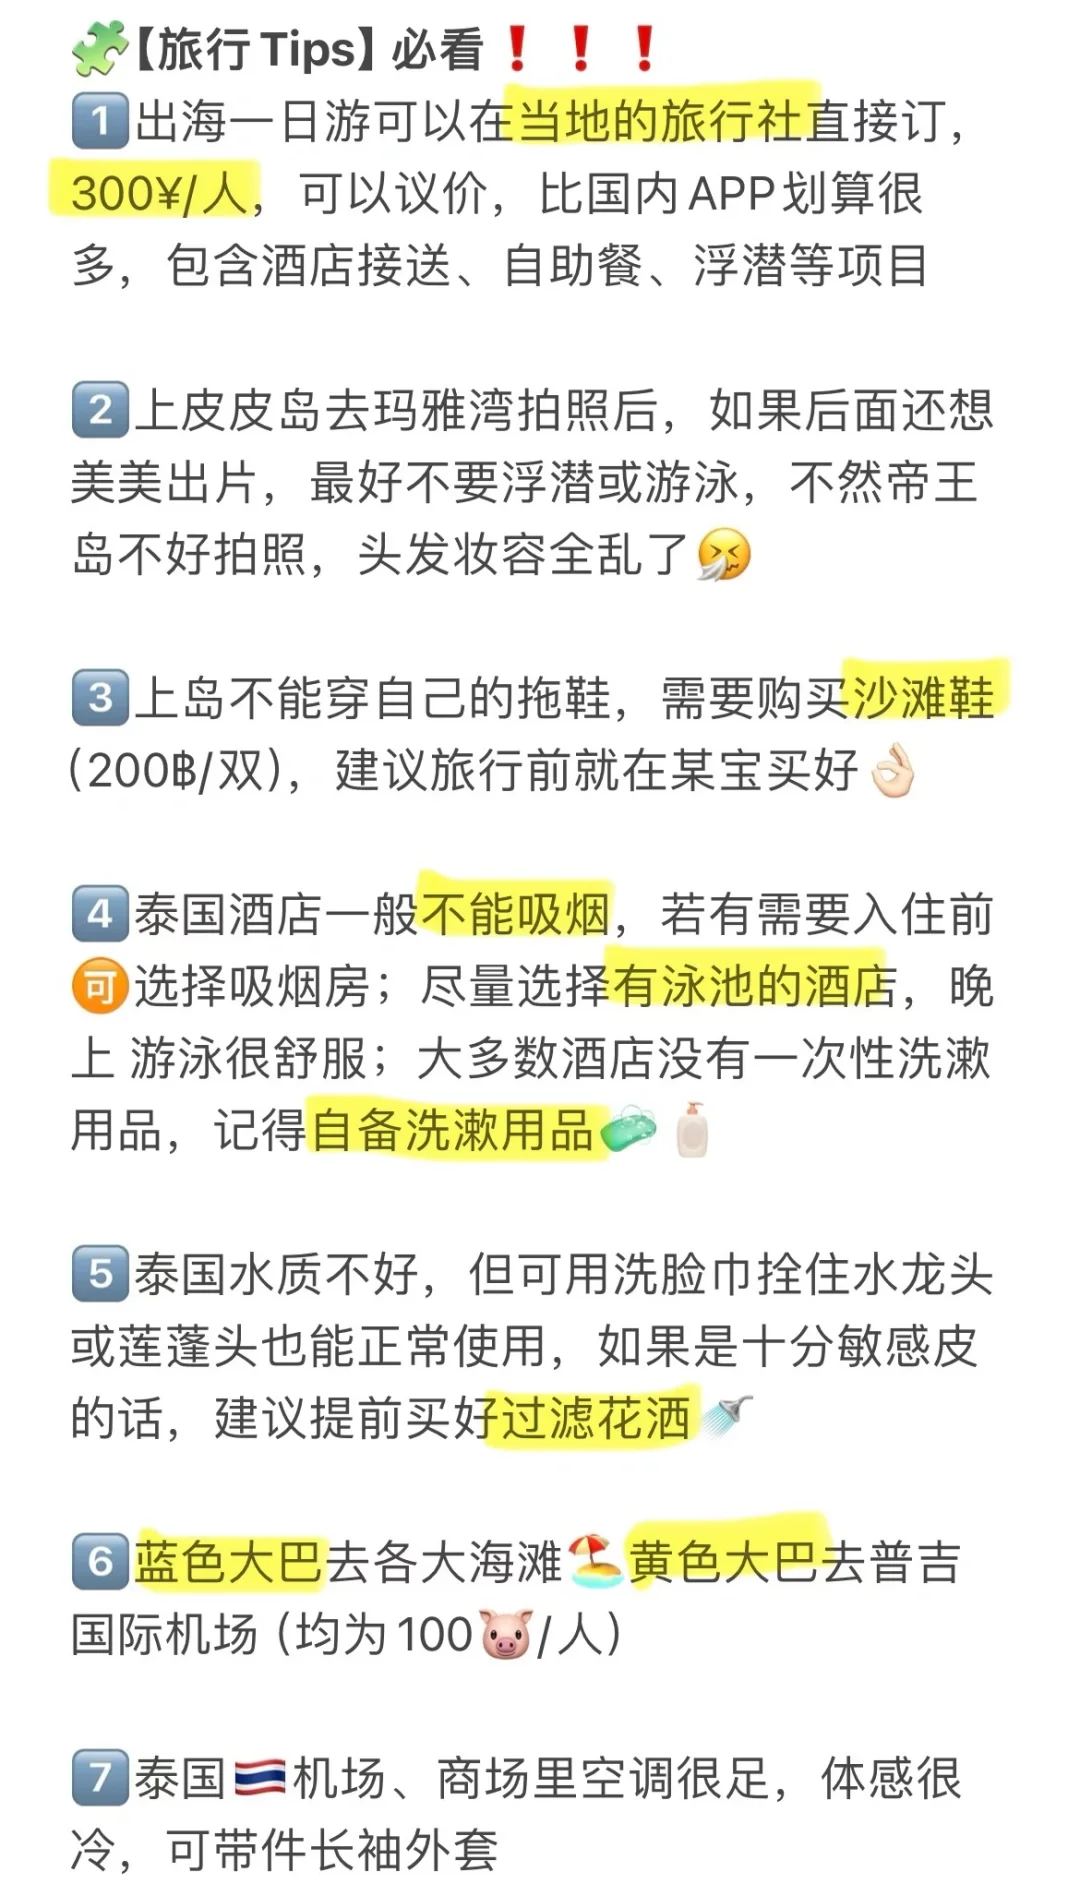 🧩【旅行Tips】必看❗❗❗
1️⃣出海一日游可以在当地的旅行社直接订，
300¥/人，可以议价，比国内APP划算很
多，包含酒店接送、自助餐、浮潜等项目
2️⃣上皮皮岛去玛雅湾拍照后，如果后面还想
美美出片，最好不要浮潜或游泳，不然帝王
岛不好拍照，头发妆容全乱了🤧
3️⃣上岛不能穿自己的拖鞋，需要购买沙滩鞋
(200฿/双)，建议旅行前就在某宝买好👌🏻
4️⃣泰国酒店一般不能吸烟，若有需要入住前
🉑选择吸烟房；尽量选择有泳池的酒店，晚
上 游泳很舒服；大多数酒店没有一次性洗漱
用品，记得自备洗漱用品🧼🧴
5️⃣泰国水质不好，但可用洗脸巾拴住水龙头
或莲蓬头也能正常使用，如果是十分敏感皮
的话，建议提前买好过滤花洒🚿
6️⃣蓝色大巴去各大海滩🏖️黄色大巴去普吉
国际机场（均为100🐷/人）
7️⃣泰国🇹🇭机场、商场里空调很足，体感很
冷，可带件长袖外套